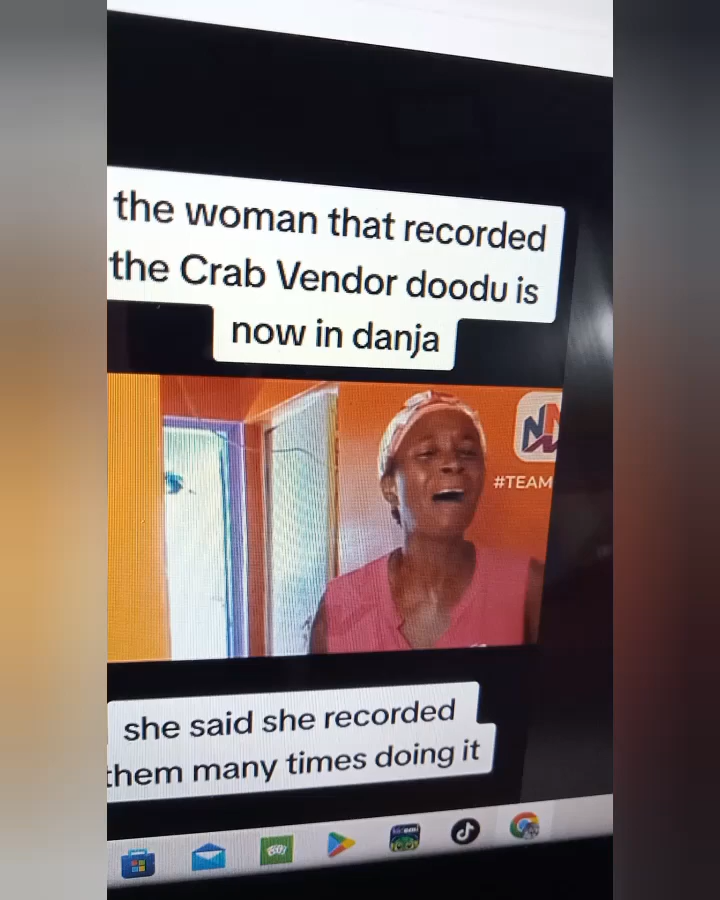 the woman that recorded
the Crab Vendor doodu is
now in danja
#TEAM
she said she recorded
them many times doing it